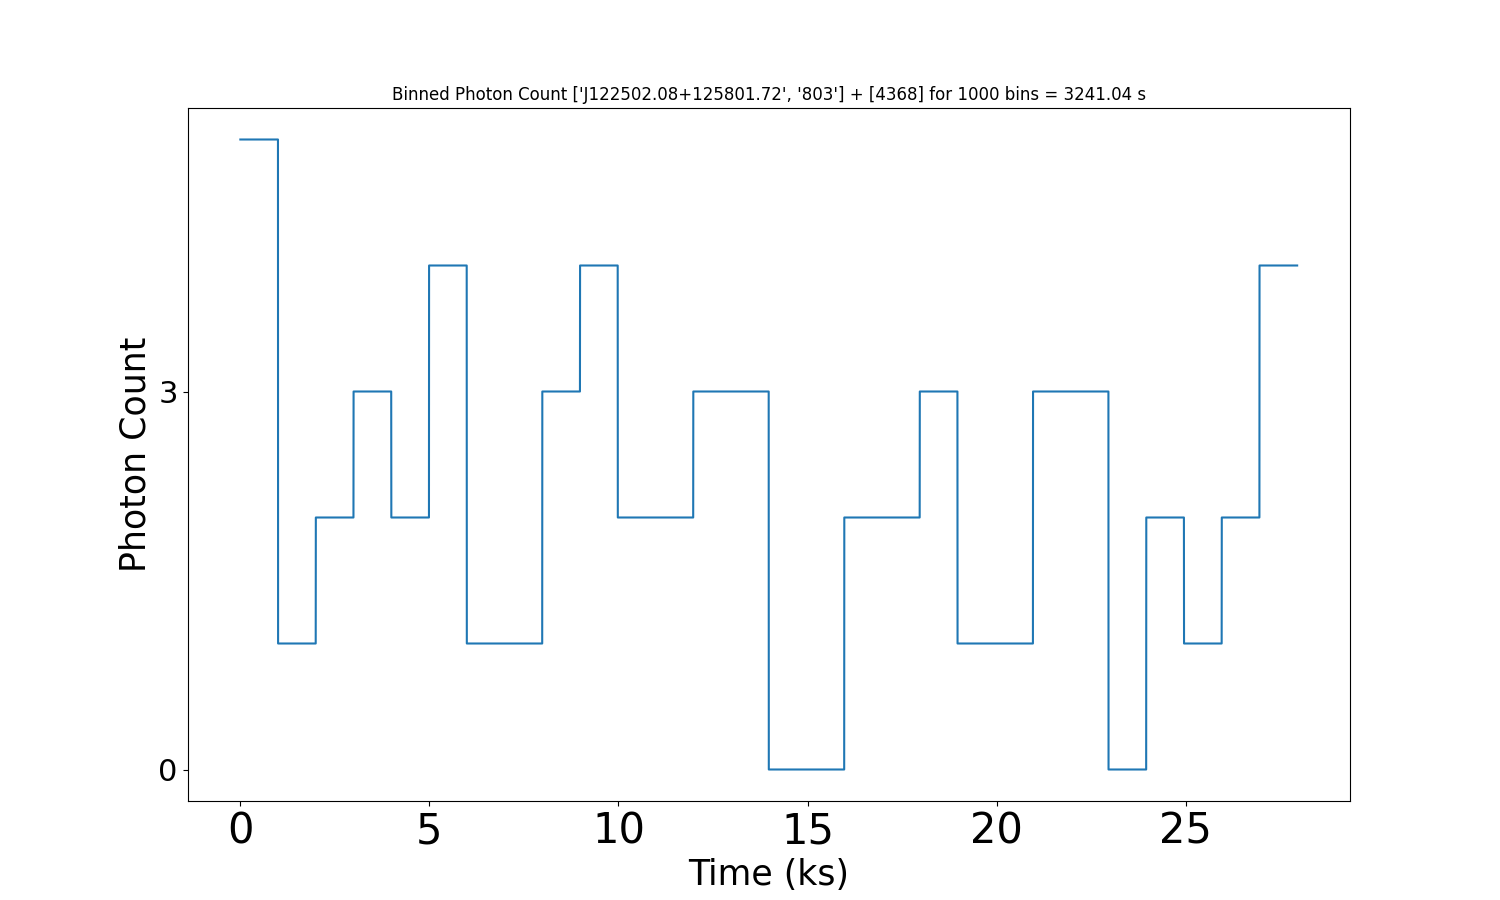 Binned Photon Count ['J122502.08+125801.72', '803'] + [4368] for 1000 bins = 3241.04 s
Photon Count
3
0
0 5 10 15 20 25
Time (ks)